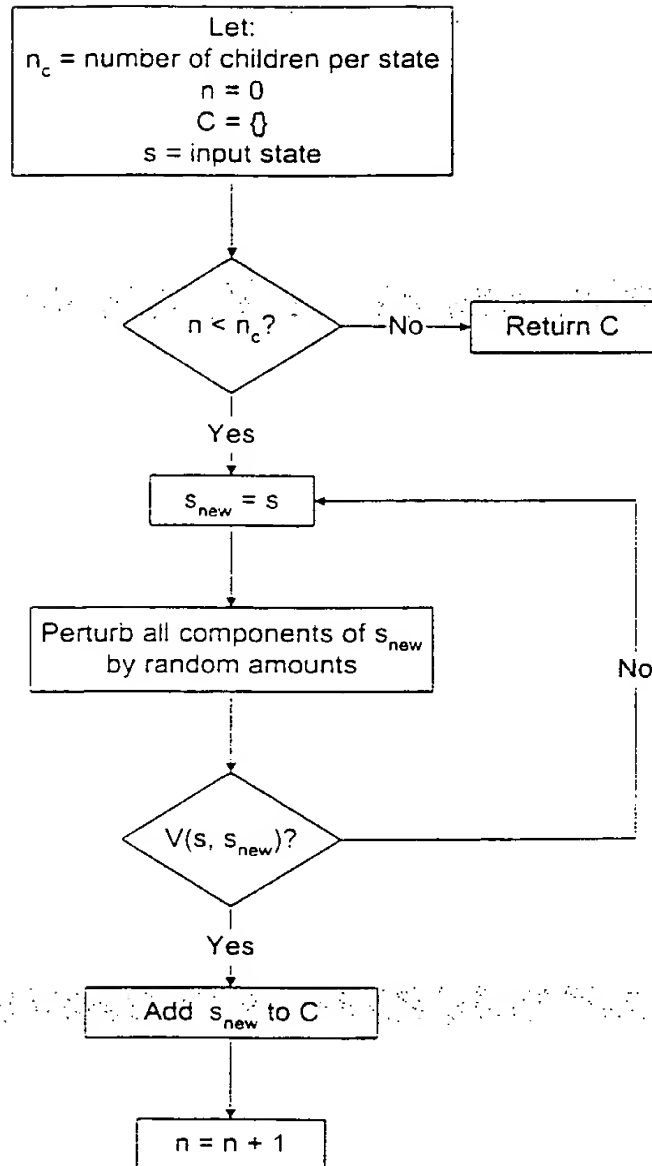 Let:
n_c = number of children per state
n = 0
C = {}
s = input state
n < n_c?
No
Return C
Yes
s_new = s
Perturb all components of s_new
by random amounts
No
V(s, s_new)?
Yes
Add s_new to C
n = n + 1